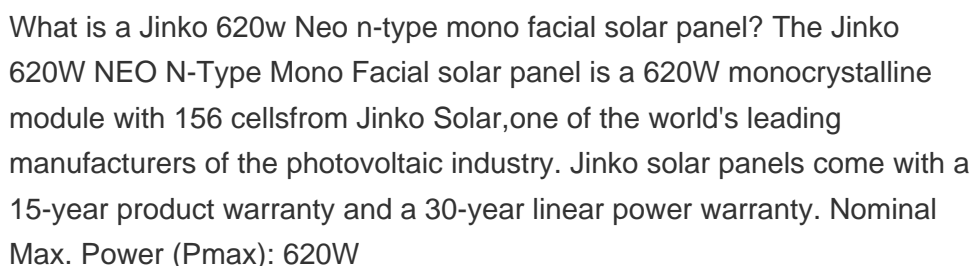 What is a Jinko 620w Neo n-type mono facial solar panel? The Jinko
620W NEO N-Type Mono Facial solar panel is a 620W monocrystalline
module with 156 cellsfrom Jinko Solar,one of the world's leading
manufacturers of the photovoltaic industry. Jinko solar panels come with a
15-year product warranty and a 30-year linear power warranty. Nominal
Max. Power (Pmax): 620W